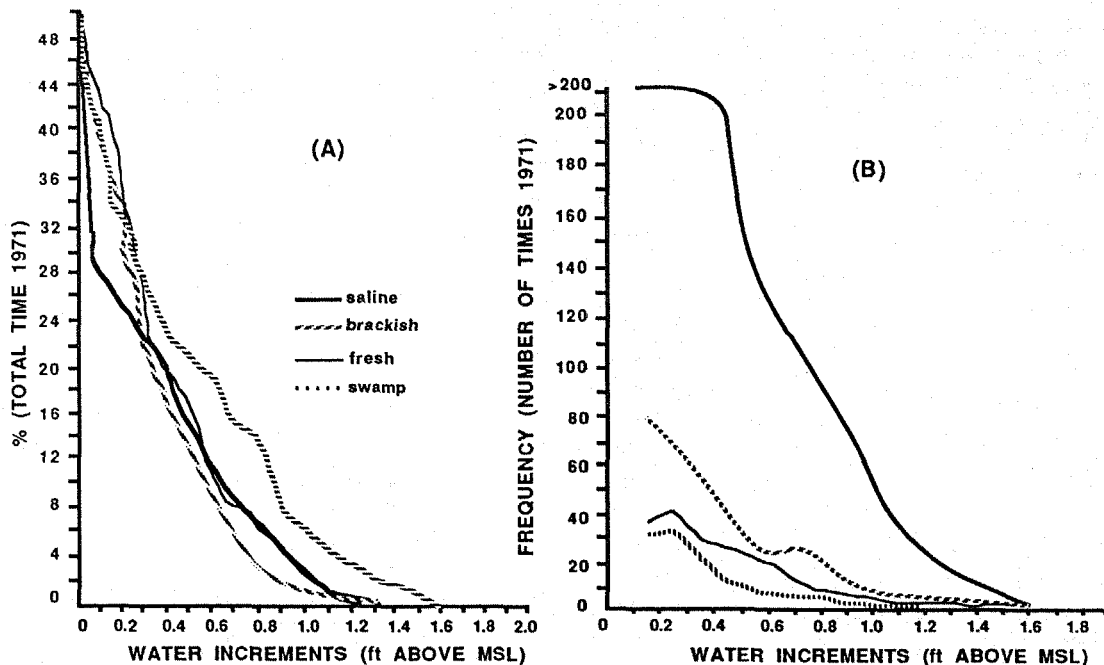 (A)
% (TOTAL TIME 1971)
48
44
40
36
32
28
24
20
16
12
8
4
0
0 0.2 0.4 0.6 0.8 1.0 1.2 1.4 1.6 1.8 2.0
WATER INCREMENTS (ft ABOVE MSL)
saline
brackish
fresh
swamp
(B)
FREQUENCY (NUMBER OF TIMES 1971)
>200
200
180
160
140
120
100
80
60
40
20
0
0 0.2 0.4 0.6 0.8 1.0 1.2 1.4 1.6 1.8
WATER INCREMENTS (ft ABOVE MSL)